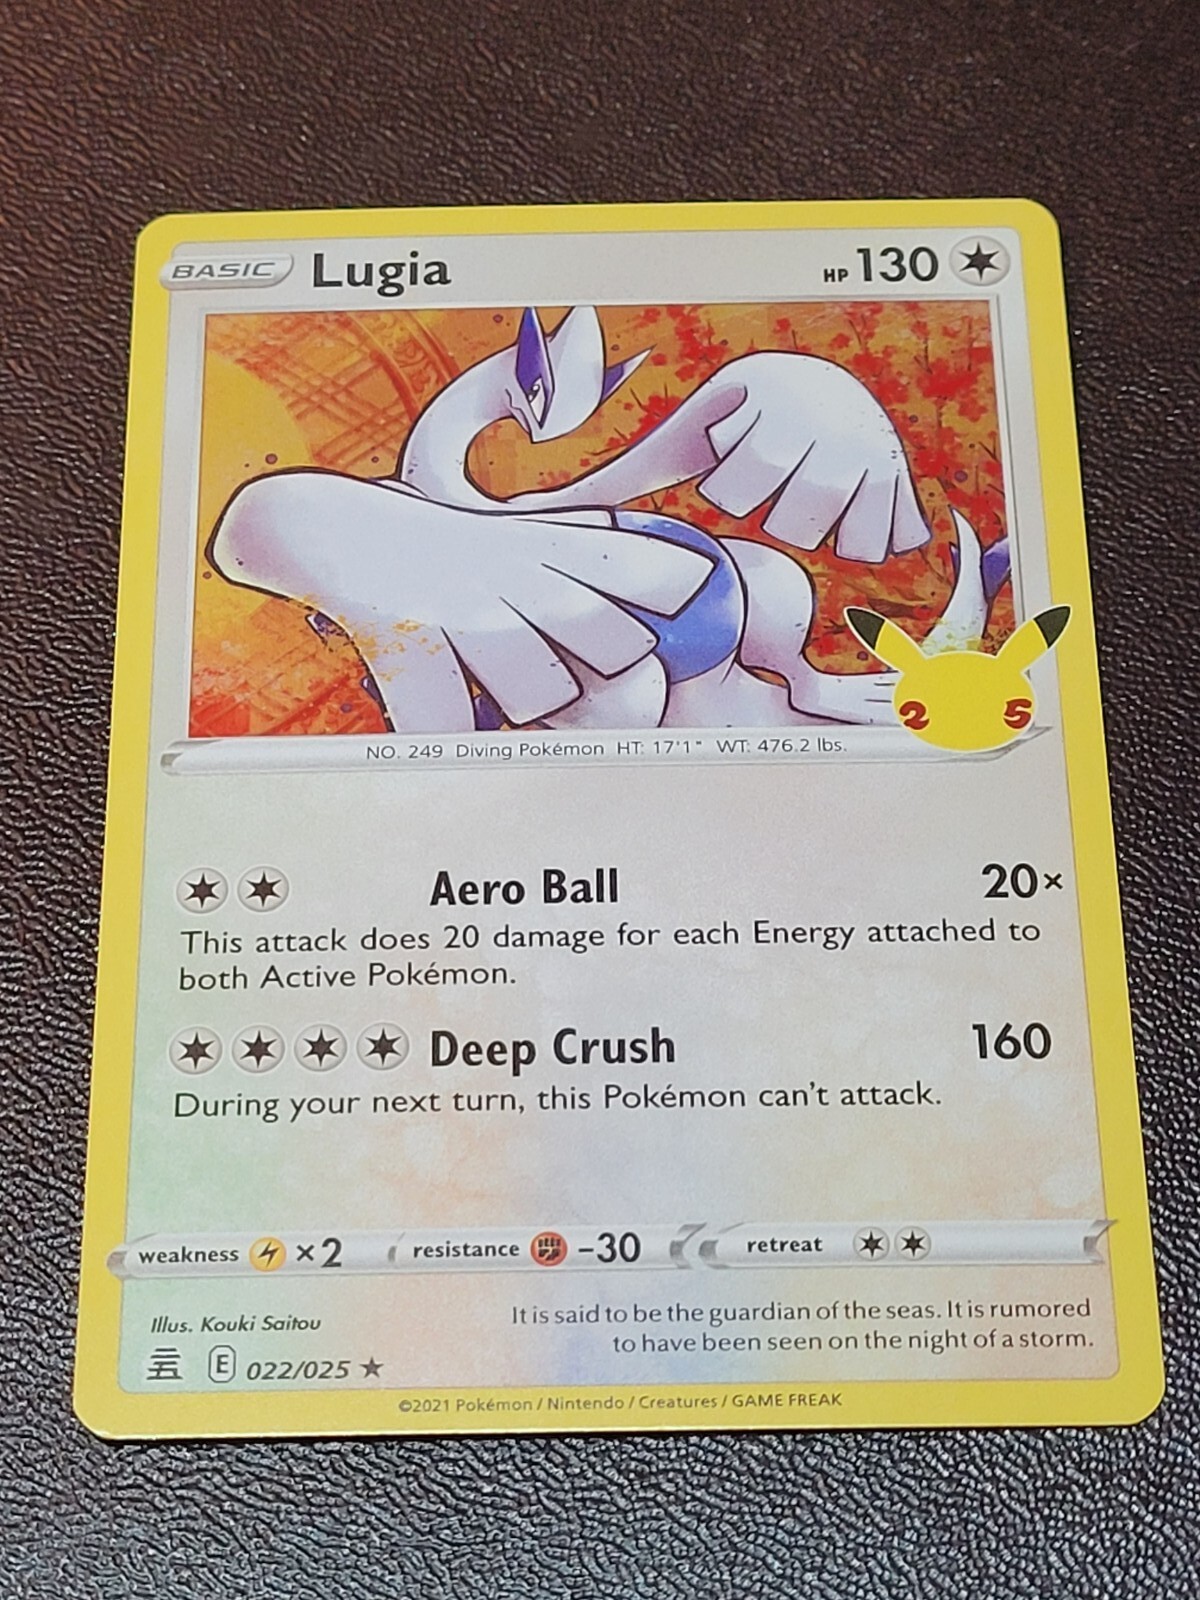 BASIC Lugia HP 130
25
NO. 249 Diving Pokémon HT: 17'1" WT: 476.2 lbs.
Aero Ball 20×
This attack does 20 damage for each Energy attached to
both Active Pokémon.
Deep Crush 160
During your next turn, this Pokémon can't attack.
weakness ×2 resistance -30 retreat
Illus. Kouki Saitou
E 022/025 ★
It is said to be the guardian of the seas. It is rumored
to have been seen on the night of a storm.
©2021 Pokémon / Nintendo / Creatures / GAME FREAK